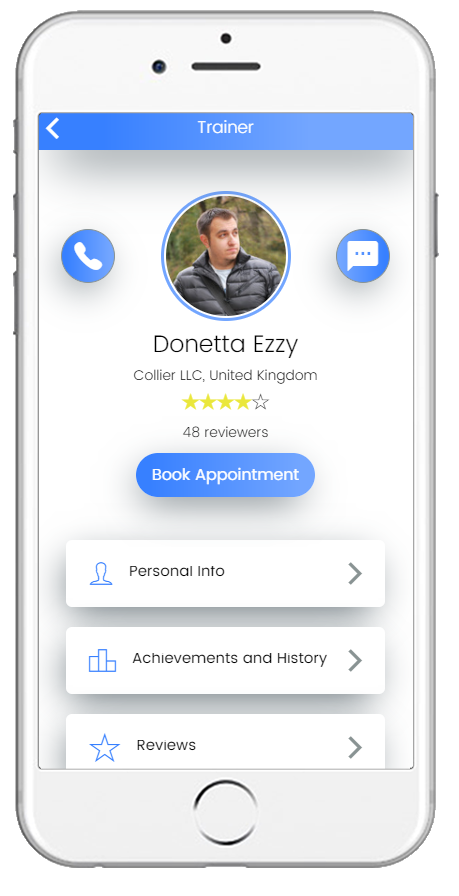 Trainer
Donetta Ezzy
Collier LLC, United Kingdom
48 reviewers
Book Appointment
Personal Info
Achievements and History
Reviews